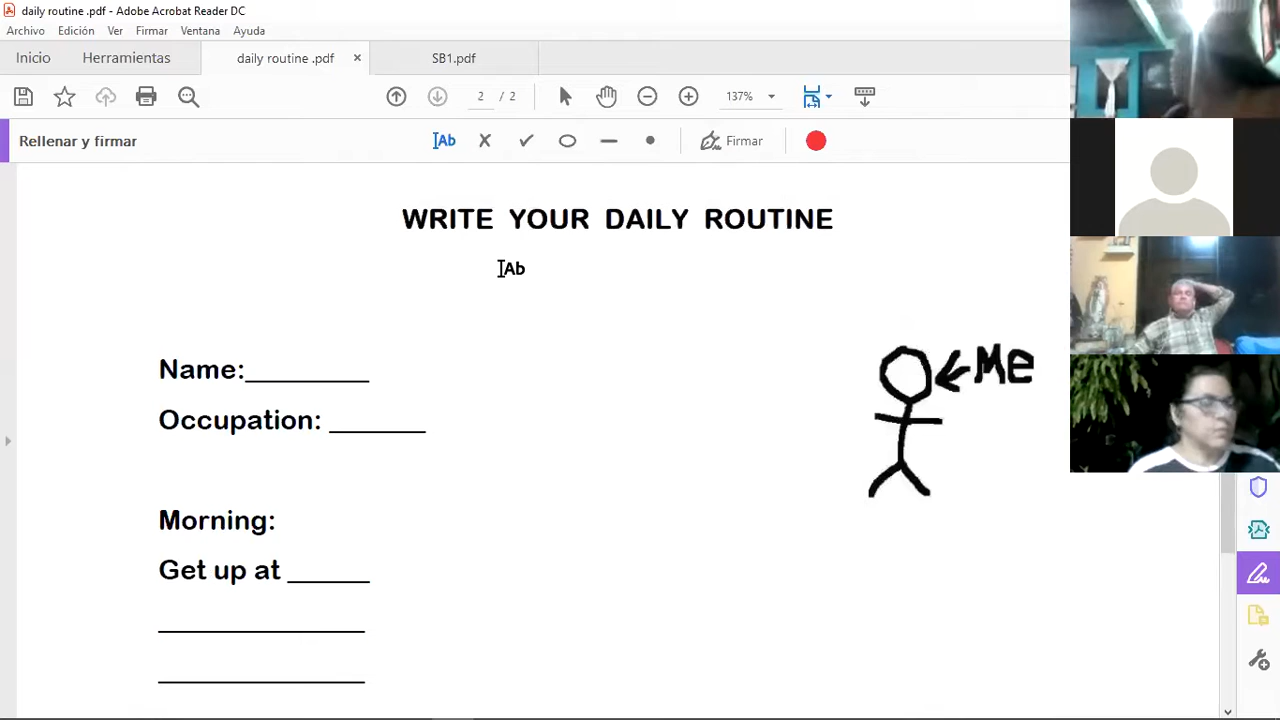 daily routine .pdf - Adobe Acrobat Reader DC
Archivo Edición Ver Firmar Ventana Ayuda
Inicio Herramientas daily routine .pdf × SB1.pdf
2 / 2 137%
Rellenar y firmar Ab Firmar
WRITE YOUR DAILY ROUTINE
Ab
Name:_________
Me
Occupation: _______
Morning:
Get up at ______
_______________
_______________